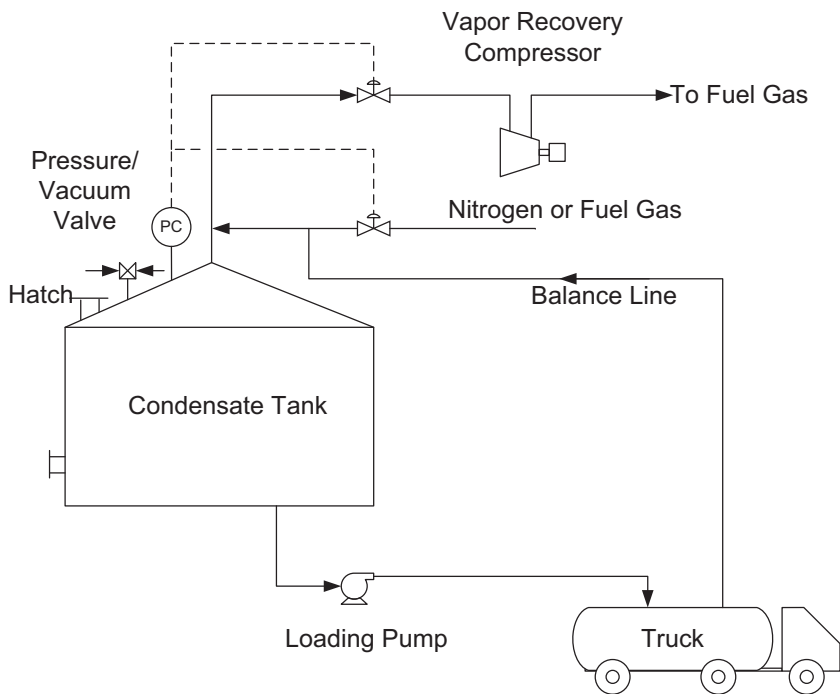 Vapor Recovery
Compressor
To Fuel Gas
Pressure/
Vacuum
Valve
PC
Nitrogen or Fuel Gas
Hatch
Balance Line
Condensate Tank
Loading Pump
Truck